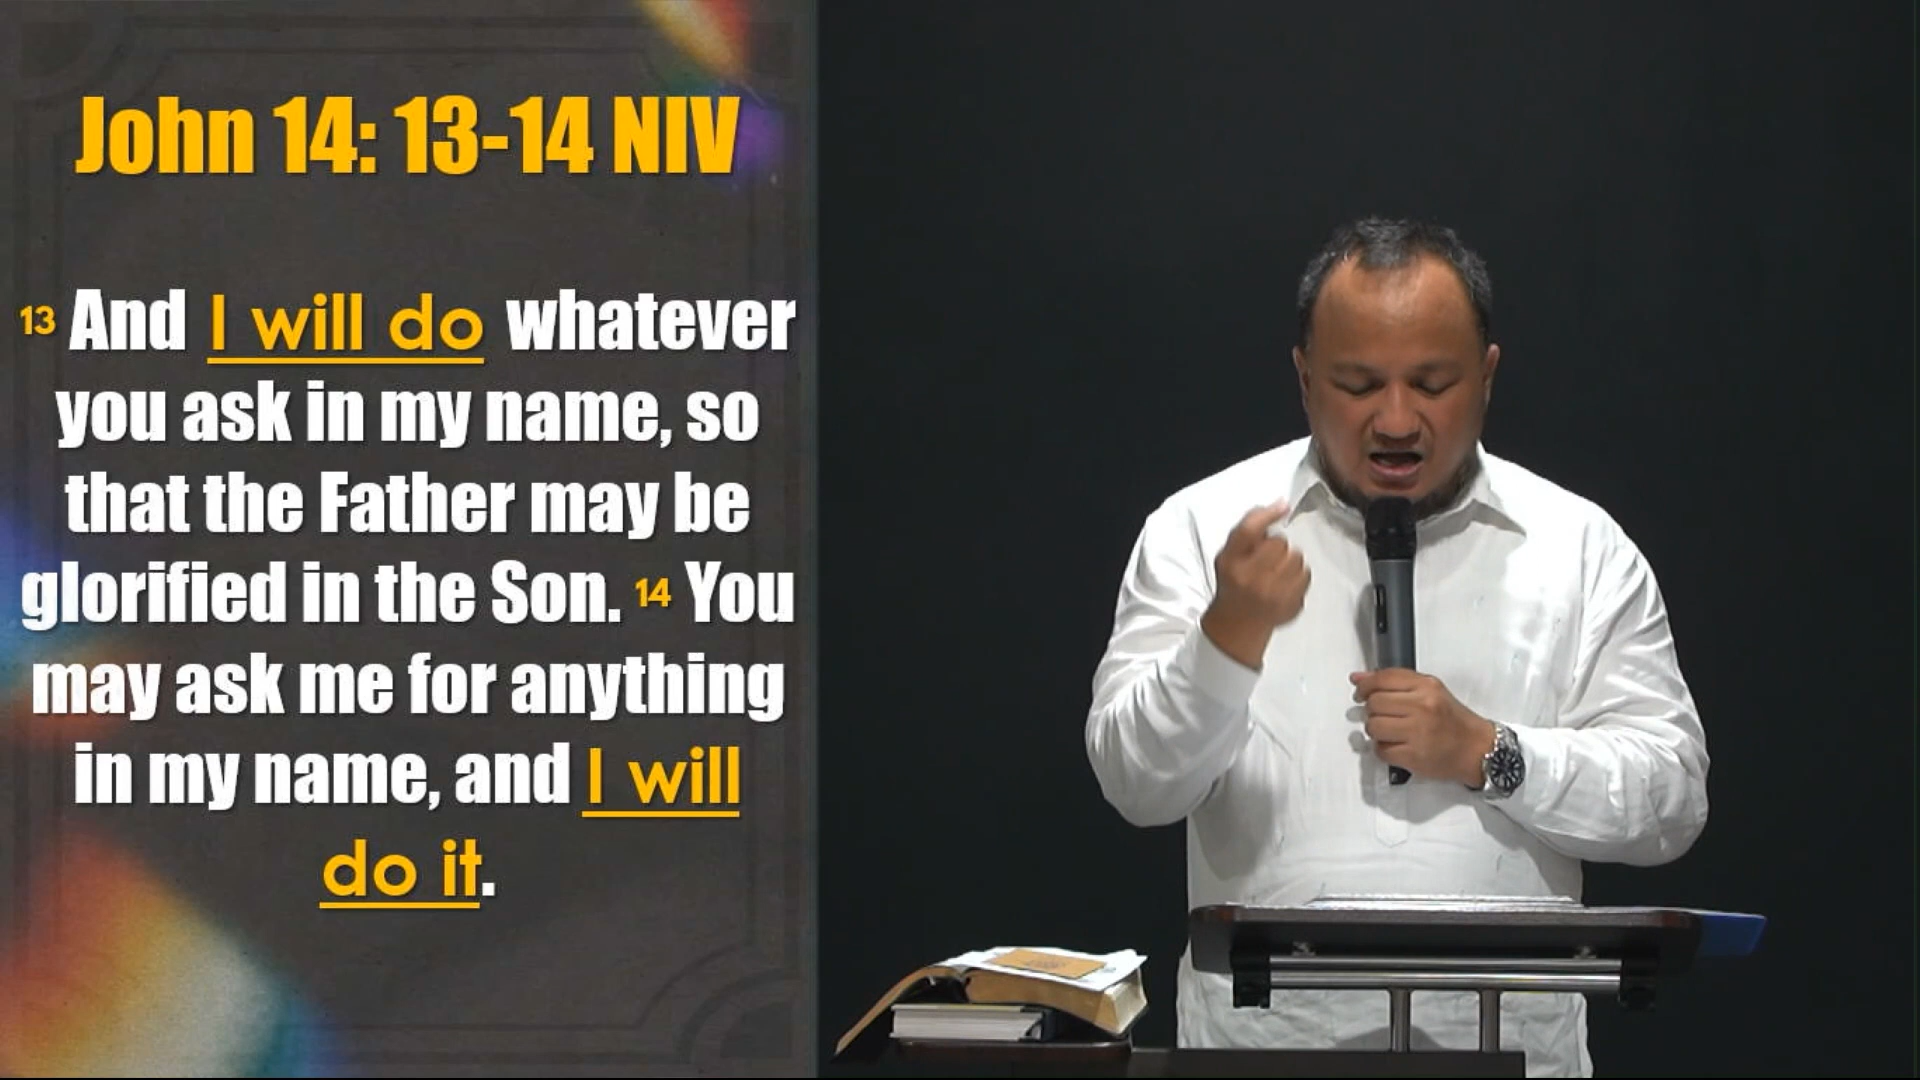 John 14: 13-14 NIV
13 And I will do whatever
you ask in my name, so
that the Father may be
glorified in the Son. 14 You
may ask me for anything
in my name, and I will
do it.